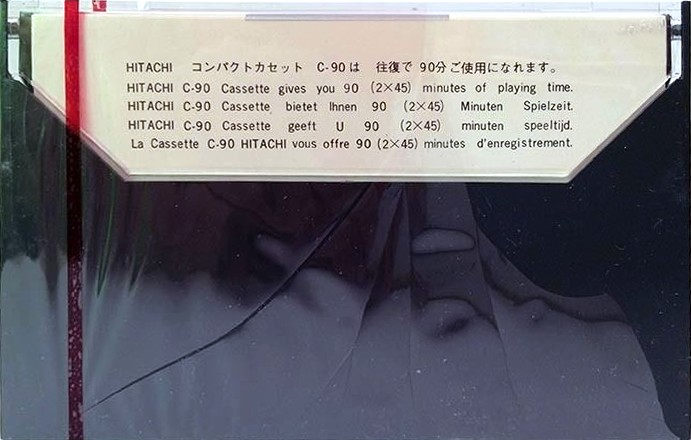 HITACHI コンパクトカセット C-90は 往復で 90分ご使用になれます。
HITACHI C-90 Cassette gives you 90 (2×45) minutes of playing time.
HITACHI C-90 Cassette bietet Ihnen 90 (2×45) Minuten Spielzeit.
HITACHI C-90 Cassette geeft U 90 (2×45) minuten speeltijd.
La Cassette C-90 HITACHI vous offre 90 (2×45) minutes d'enregistrement.